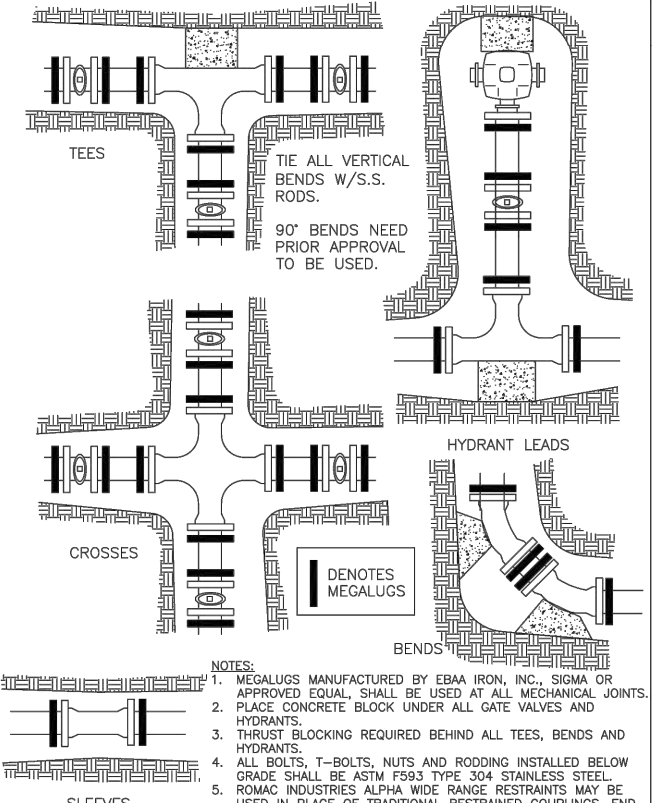 TEES
TIE ALL VERTICAL
BENDS W/S.S.
RODS.
90° BENDS NEED
PRIOR APPROVAL
TO BE USED.
HYDRANT LEADS
CROSSES
DENOTES
MEGALUGS
BENDS
NOTES:
1. MEGALUGS MANUFACTURED BY EBAA IRON, INC., SIGMA OR
APPROVED EQUAL, SHALL BE USED AT ALL MECHANICAL JOINTS.
2. PLACE CONCRETE BLOCK UNDER ALL GATE VALVES AND
HYDRANTS.
3. THRUST BLOCKING REQUIRED BEHIND ALL TEES, BENDS AND
HYDRANTS.
4. ALL BOLTS, T-BOLTS, NUTS AND RODDING INSTALLED BELOW
GRADE SHALL BE ASTM F593 TYPE 304 STAINLESS STEEL.
5. ROMAC INDUSTRIES ALPHA WIDE RANGE RESTRAINTS MAY BE
USED IN PLACE OF TRADITIONAL RESTRAINED COUPLINGS, END
SLEEVES